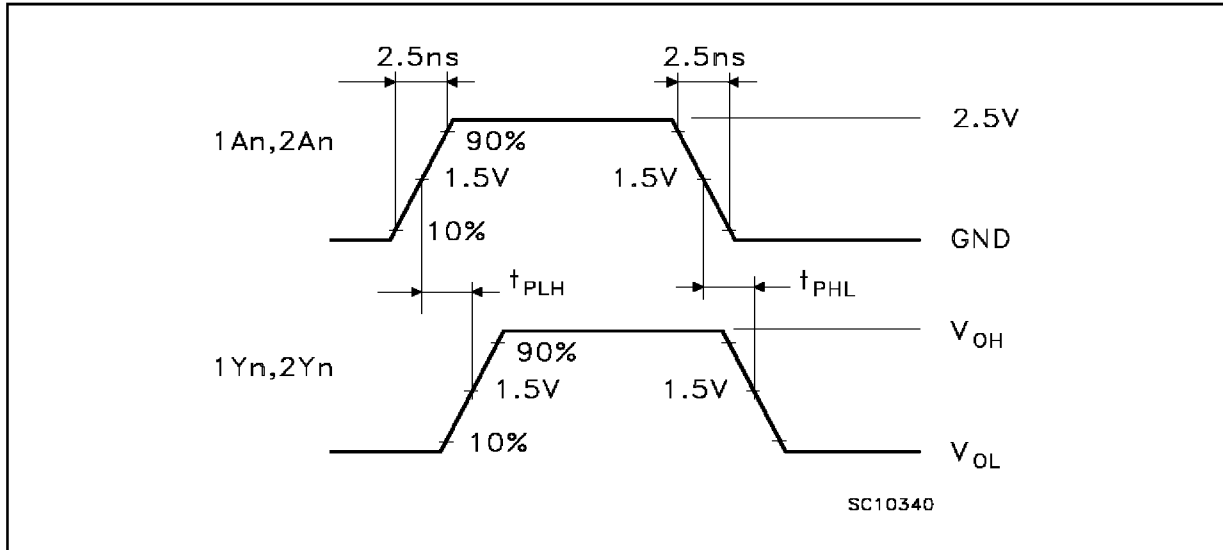 2.5ns 2.5ns
2.5V
1An,2An
90%
1.5V 1.5V
10%
GND
tPLH tPHL
VOH
1Yn,2Yn
90%
1.5V 1.5V
10%
VOL
SC10340